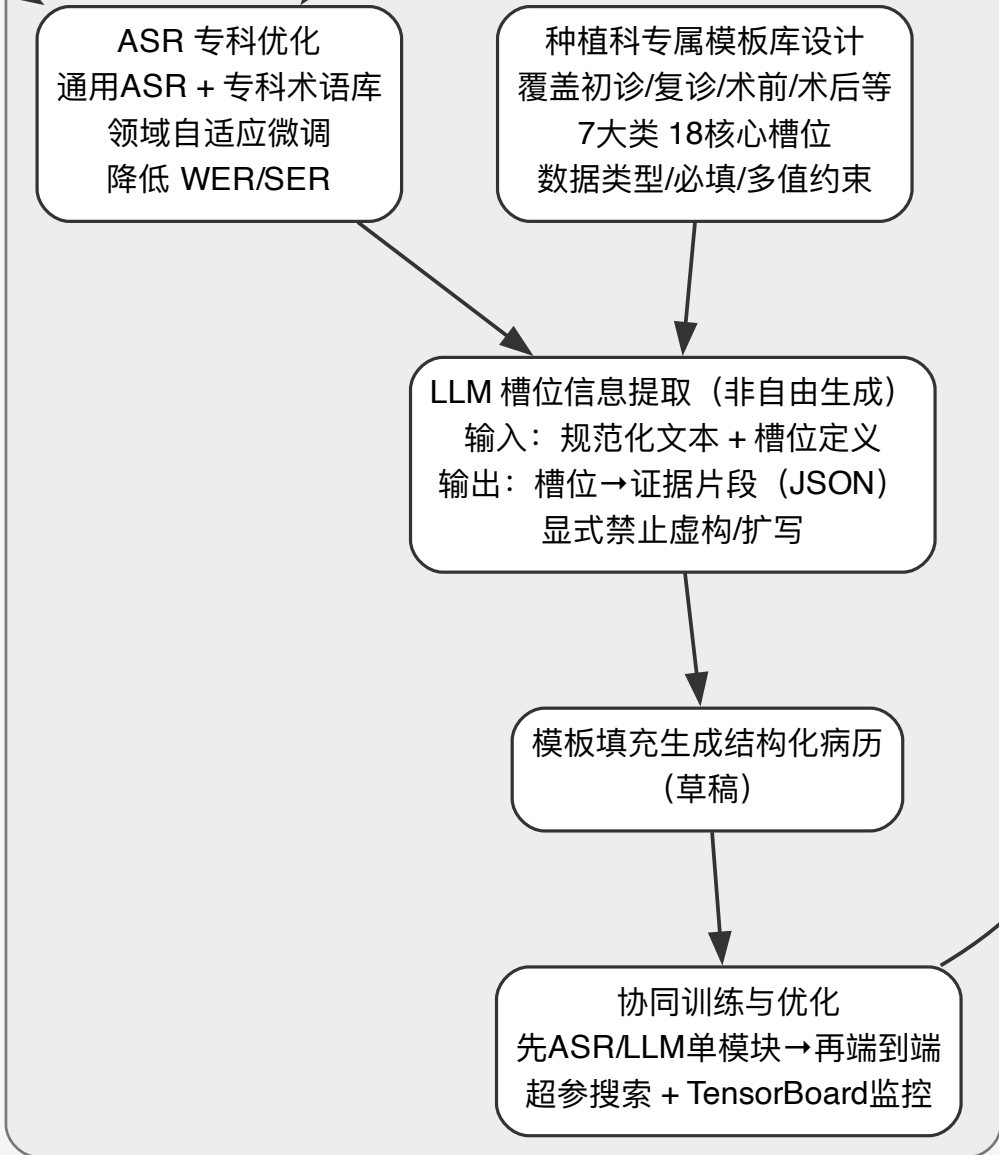 ASR 专科优化
通用ASR + 专科术语库
领域自适应微调
降低 WER/SER
种植科专属模板库设计
覆盖初诊/复诊/术前/术后等
7大类 18核心槽位
数据类型/必填/多值约束
LLM 槽位信息提取（非自由生成）
输入：规范化文本 + 槽位定义
输出：槽位→证据片段（JSON）
显式禁止虚构/扩写
模板填充生成结构化病历
（草稿）
协同训练与优化
先ASR/LLM单模块→再端到端
超参搜索 + TensorBoard监控